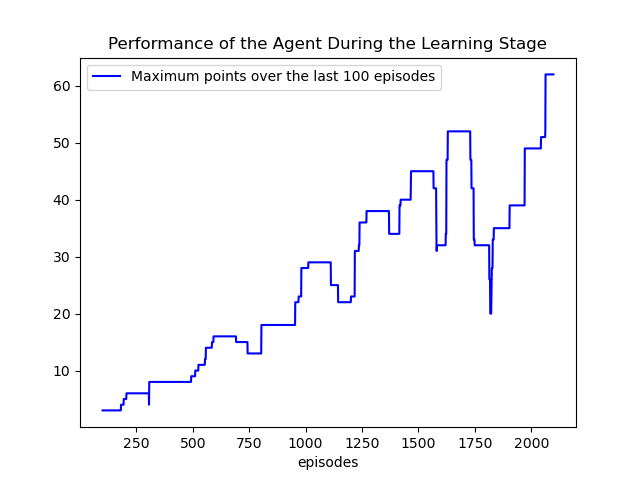 Performance of the Agent During the Learning Stage
Maximum points over the last 100 episodes
60
50
40
30
20
10
250 500 750 1000 1250 1500 1750 2000
episodes